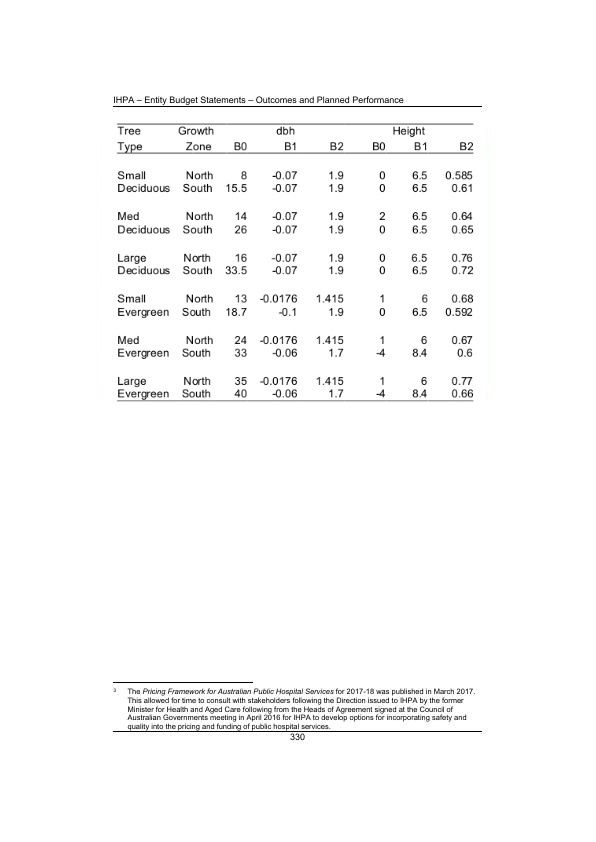 IHPA – Entity Budget Statements – Outcomes and Planned Performance
Tree Growth dbh Height
Type Zone B0 B1 B2 B0 B1 B2
Small North 8 -0.07 1.9 0 6.5 0.585
Deciduous South 15.5 -0.07 1.9 0 6.5 0.61
Med North 14 -0.07 1.9 2 6.5 0.64
Deciduous South 26 -0.07 1.9 0 6.5 0.65
Large North 16 -0.07 1.9 0 6.5 0.76
Deciduous South 33.5 -0.07 1.9 0 6.5 0.72
Small North 13 -0.0176 1.415 1 6 0.68
Evergreen South 18.7 -0.1 1.9 0 6.5 0.592
Med North 24 -0.0176 1.415 1 6 0.67
Evergreen South 33 -0.06 1.7 -4 8.4 0.6
Large North 35 -0.0176 1.415 1 6 0.77
Evergreen South 40 -0.06 1.7 -4 8.4 0.66
3 The Pricing Framework for Australian Public Hospital Services for 2017-18 was published in March 2017.
This allowed for time to consult with stakeholders following the Direction issued to IHPA by the former
Minister for Health and Aged Care following from the Heads of Agreement signed at the Council of
Australian Governments meeting in April 2016 for IHPA to develop options for incorporating safety and
quality into the pricing and funding of public hospital services.
330